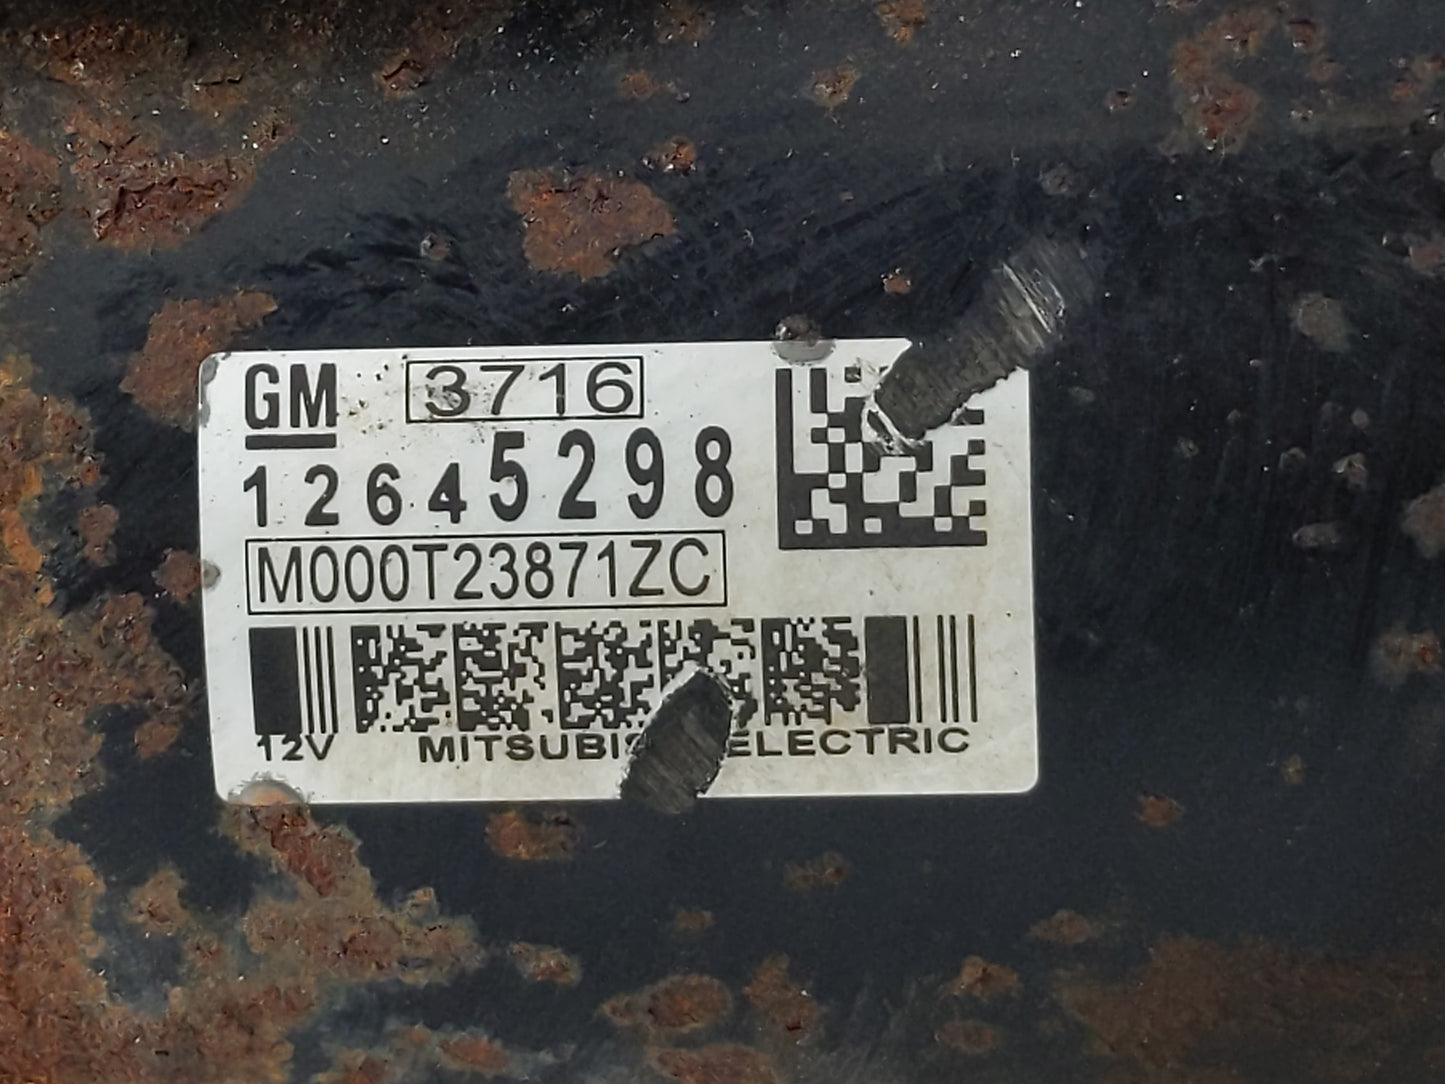 GM 3716
12645298
M000T23871ZC
12V ELECTRIC